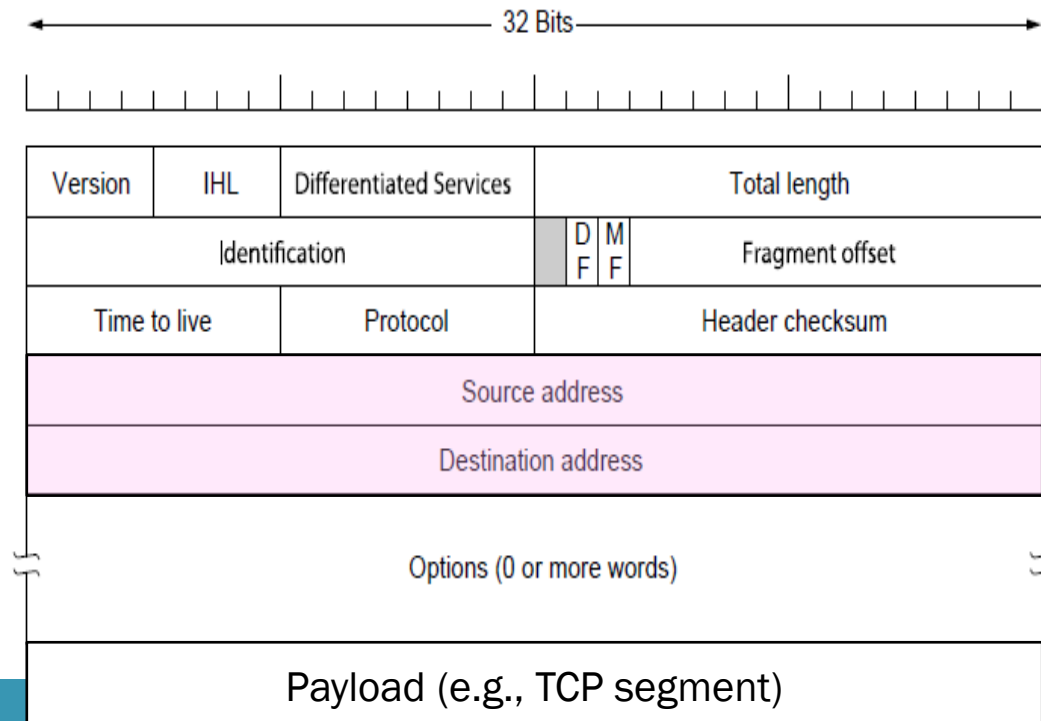 32 Bits
Version IHL Differentiated Services Total length
Identification D F M F Fragment offset
Time to live Protocol Header checksum
Source address
Destination address
Options (0 or more words)
Payload (e.g., TCP segment)